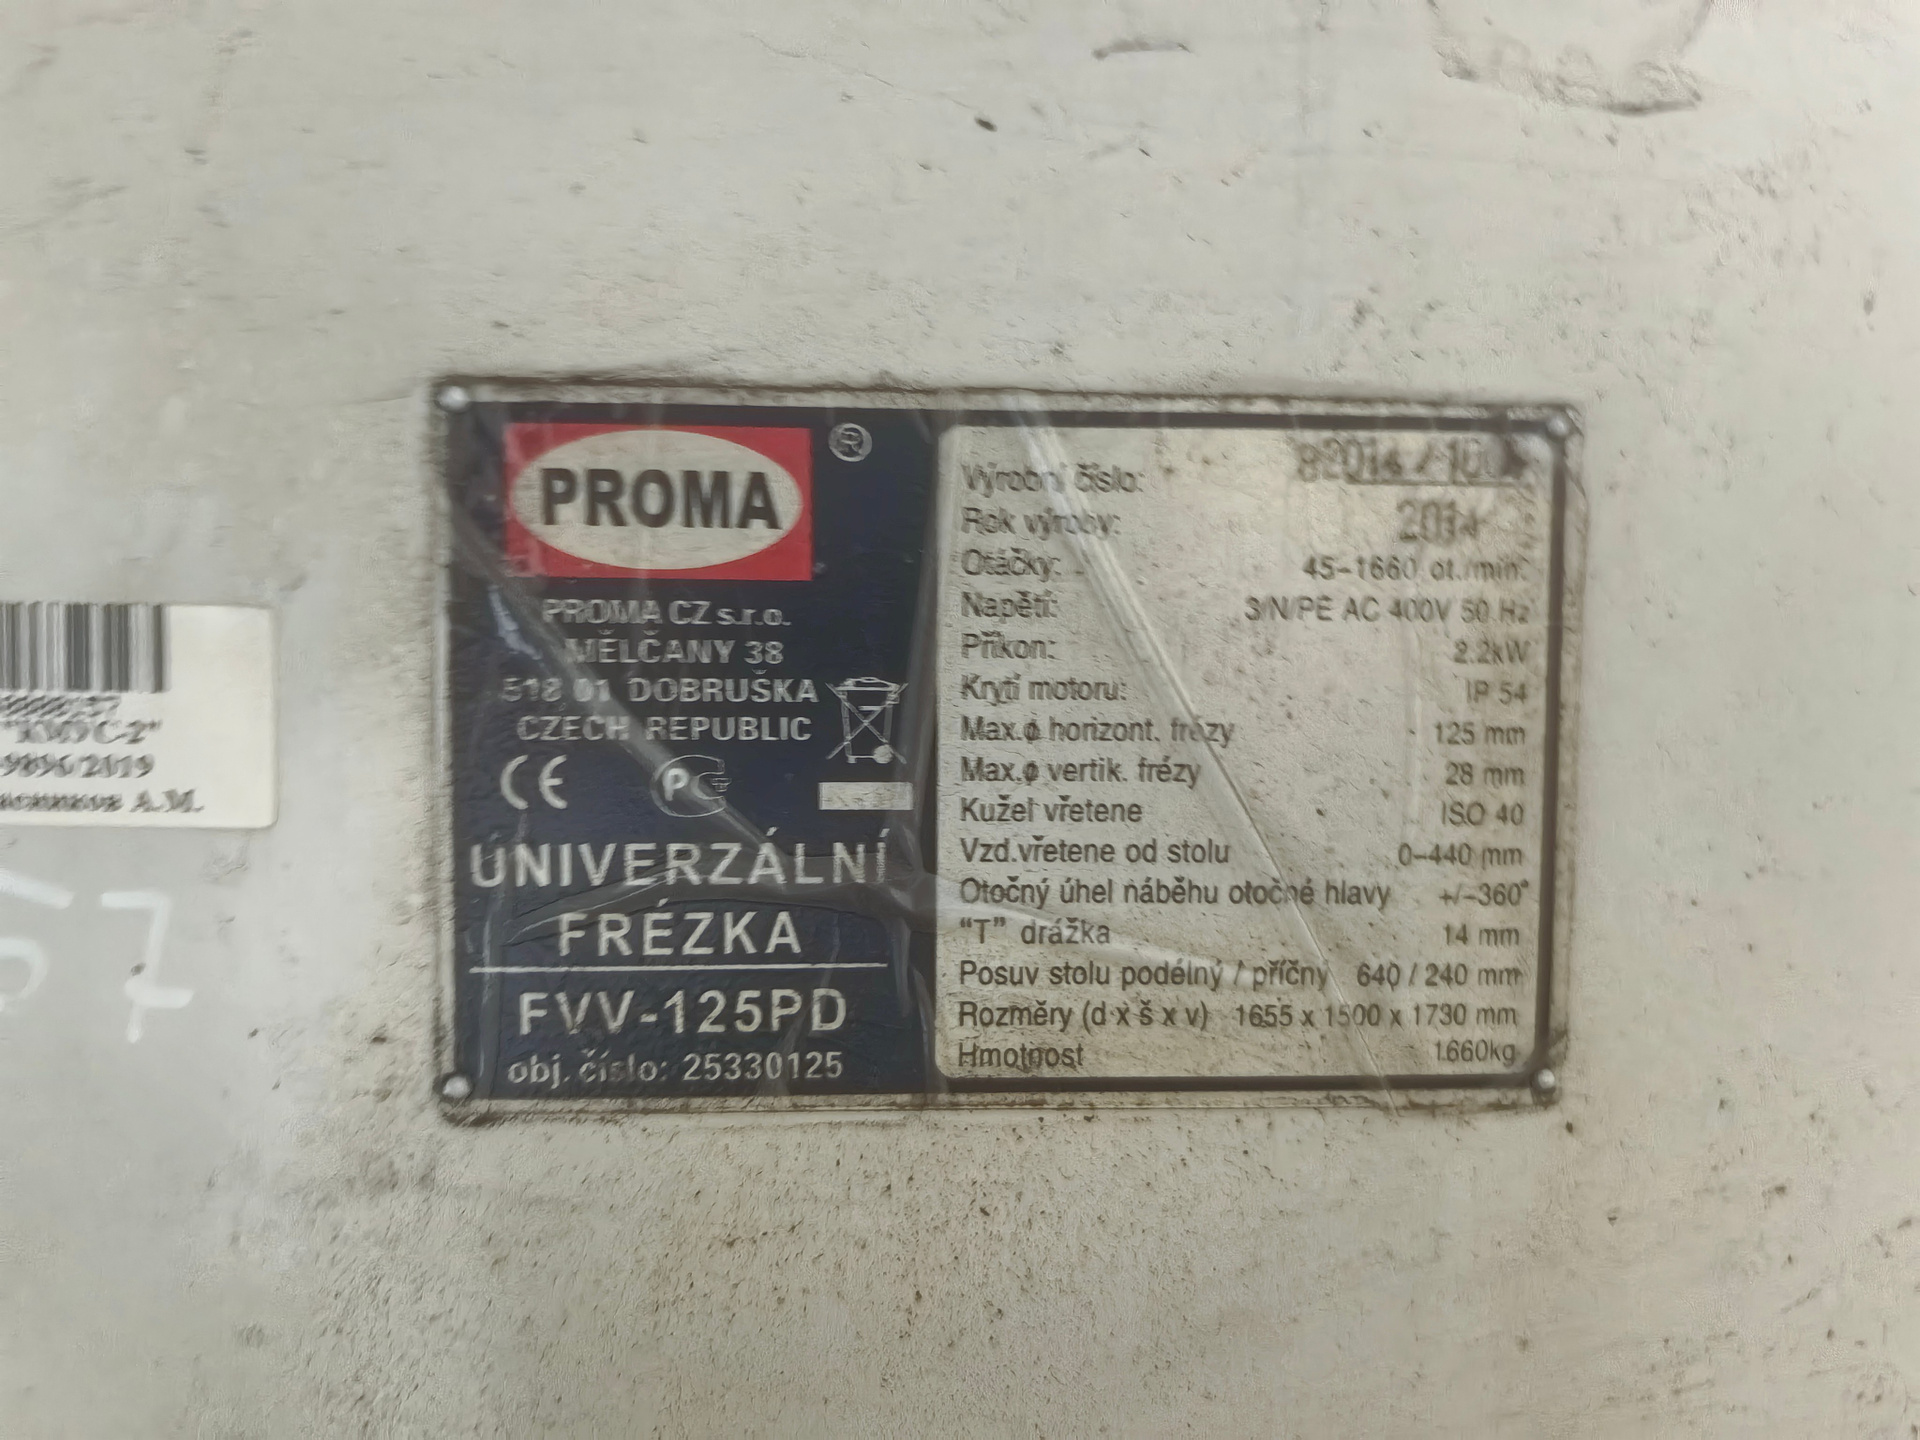 PROMA ®
PROMA CZ s.r.o.
MĚLČANY 38
518 01 DOBRUŠKA
CZECH REPUBLIC
CE
UNIVERZÁLNÍ
FRÉZKA
FVV-125PD
obj. číslo: 25330125
Výrobní číslo:
Rok výroby: 2014
Otáčky: 45-1660 ot./min.
Napětí: 3/N/PE AC 400V 50 Hz
Příkon: 2.2kW
Krytí motoru: IP 54
Max.ø horizont. frézy 125 mm
Max.ø vertik. frézy 28 mm
Kužel vřetene ISO 40
Vzd.vřetene od stolu 0-440 mm
Otočný úhel náběhu otočné hlavy +/-360°
“T” drážka 14 mm
Posuv stolu podélný / příčný 640 / 240 mm
Rozměry (d x š x v) 1655 x 1500 x 1730 mm
Hmotnost 1660kg
А.М.
7